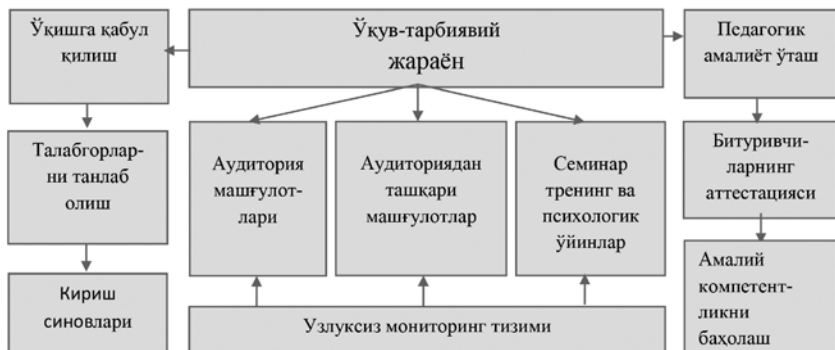 Ўқишга қабул
қилиш
Ўқув-тарбиявий
жараён
Педагогик
амалиёт ўташ
Талабгорлар-
ни танлаб
олиш
Аудитория
машғулот-
лари
Аудиториядан
ташқари
машғулотлар
Семинар
тренинг ва
психологик
ўйинлар
Битуривчи-
ларнинг
аттестацияси
Кириш
синовлари
Узлуксиз мониторинг тизими
Амалий
компетент-
ликни
баҳолаш